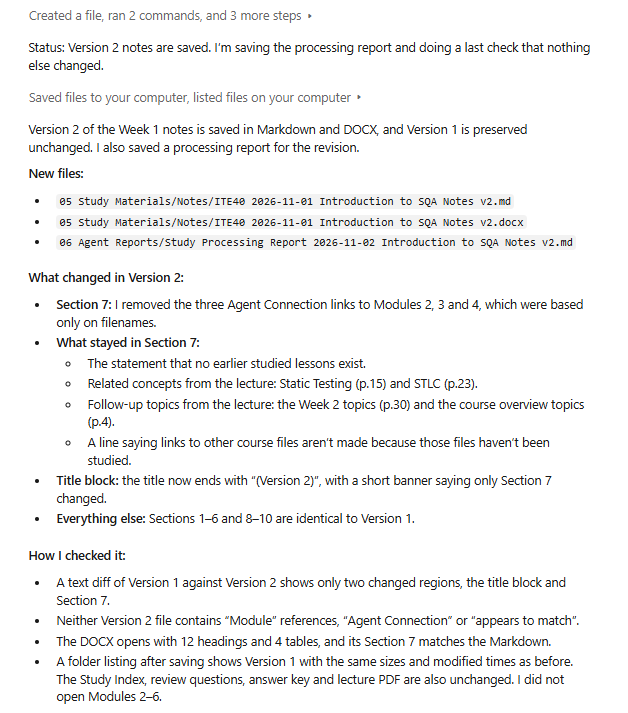 Created a file, ran 2 commands, and 3 more steps
Status: Version 2 notes are saved. I'm saving the processing report and doing a last check that nothing
else changed.
Saved files to your computer, listed files on your computer
Version 2 of the Week 1 notes is saved in Markdown and DOCX, and Version 1 is preserved
unchanged. I also saved a processing report for the revision.
New files:
• 05 Study Materials/Notes/ITE40 2026-11-01 Introduction to SQA Notes v2.md
• 05 Study Materials/Notes/ITE40 2026-11-01 Introduction to SQA Notes v2.docx
• 06 Agent Reports/Study Processing Report 2026-11-02 Introduction to SQA Notes v2.md
What changed in Version 2:
• Section 7: I removed the three Agent Connection links to Modules 2, 3 and 4, which were based
only on filenames.
• What stayed in Section 7:
○ The statement that no earlier studied lessons exist.
○ Related concepts from the lecture: Static Testing (p.15) and STLC (p.23).
○ Follow-up topics from the lecture: the Week 2 topics (p.30) and the course overview topics
(p.4).
○ A line saying links to other course files aren't made because those files haven't been
studied.
• Title block: the title now ends with "(Version 2)", with a short banner saying only Section 7
changed.
• Everything else: Sections 1–6 and 8–10 are identical to Version 1.
How I checked it:
• A text diff of Version 1 against Version 2 shows only two changed regions, the title block and
Section 7.
• Neither Version 2 file contains "Module" references, "Agent Connection" or "appears to match".
• The DOCX opens with 12 headings and 4 tables, and its Section 7 matches the Markdown.
• A folder listing after saving shows Version 1 with the same sizes and modified times as before.
The Study Index, review questions, answer key and lecture PDF are also unchanged. I did not
open Modules 2–6.